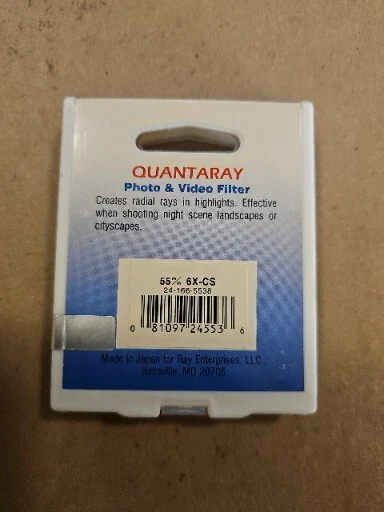 QUANTARAY
Photo & Video Filter
Creates radial rays in highlights. Effective
when shooting night scene landscapes or
cityscapes.
55㎜ 6X-CS
24-166-5538
0 81097 24553 6
Made in Japan for Ray Enterprises, LLC.,
Beltsville, MD 20705